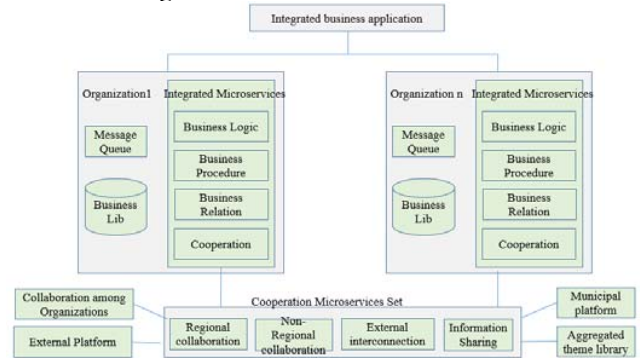 Integrated business application
Organization1
Integrated Microservices
Message
Queue
Business
Lib
Business Logic
Business
Procedure
Business
Relation
Cooperation
Organization n
Integrated Microservices
Message
Queue
Business
Lib
Business Logic
Business
Procedure
Business
Relation
Cooperation
Cooperation Microservices Set
Collaboration among
Organizations
External Platform
Regional
collaboration
Non-
Regional
collaboration
External
interconnection
Information
Sharing
Municipal
platform
Aggregated
theme library